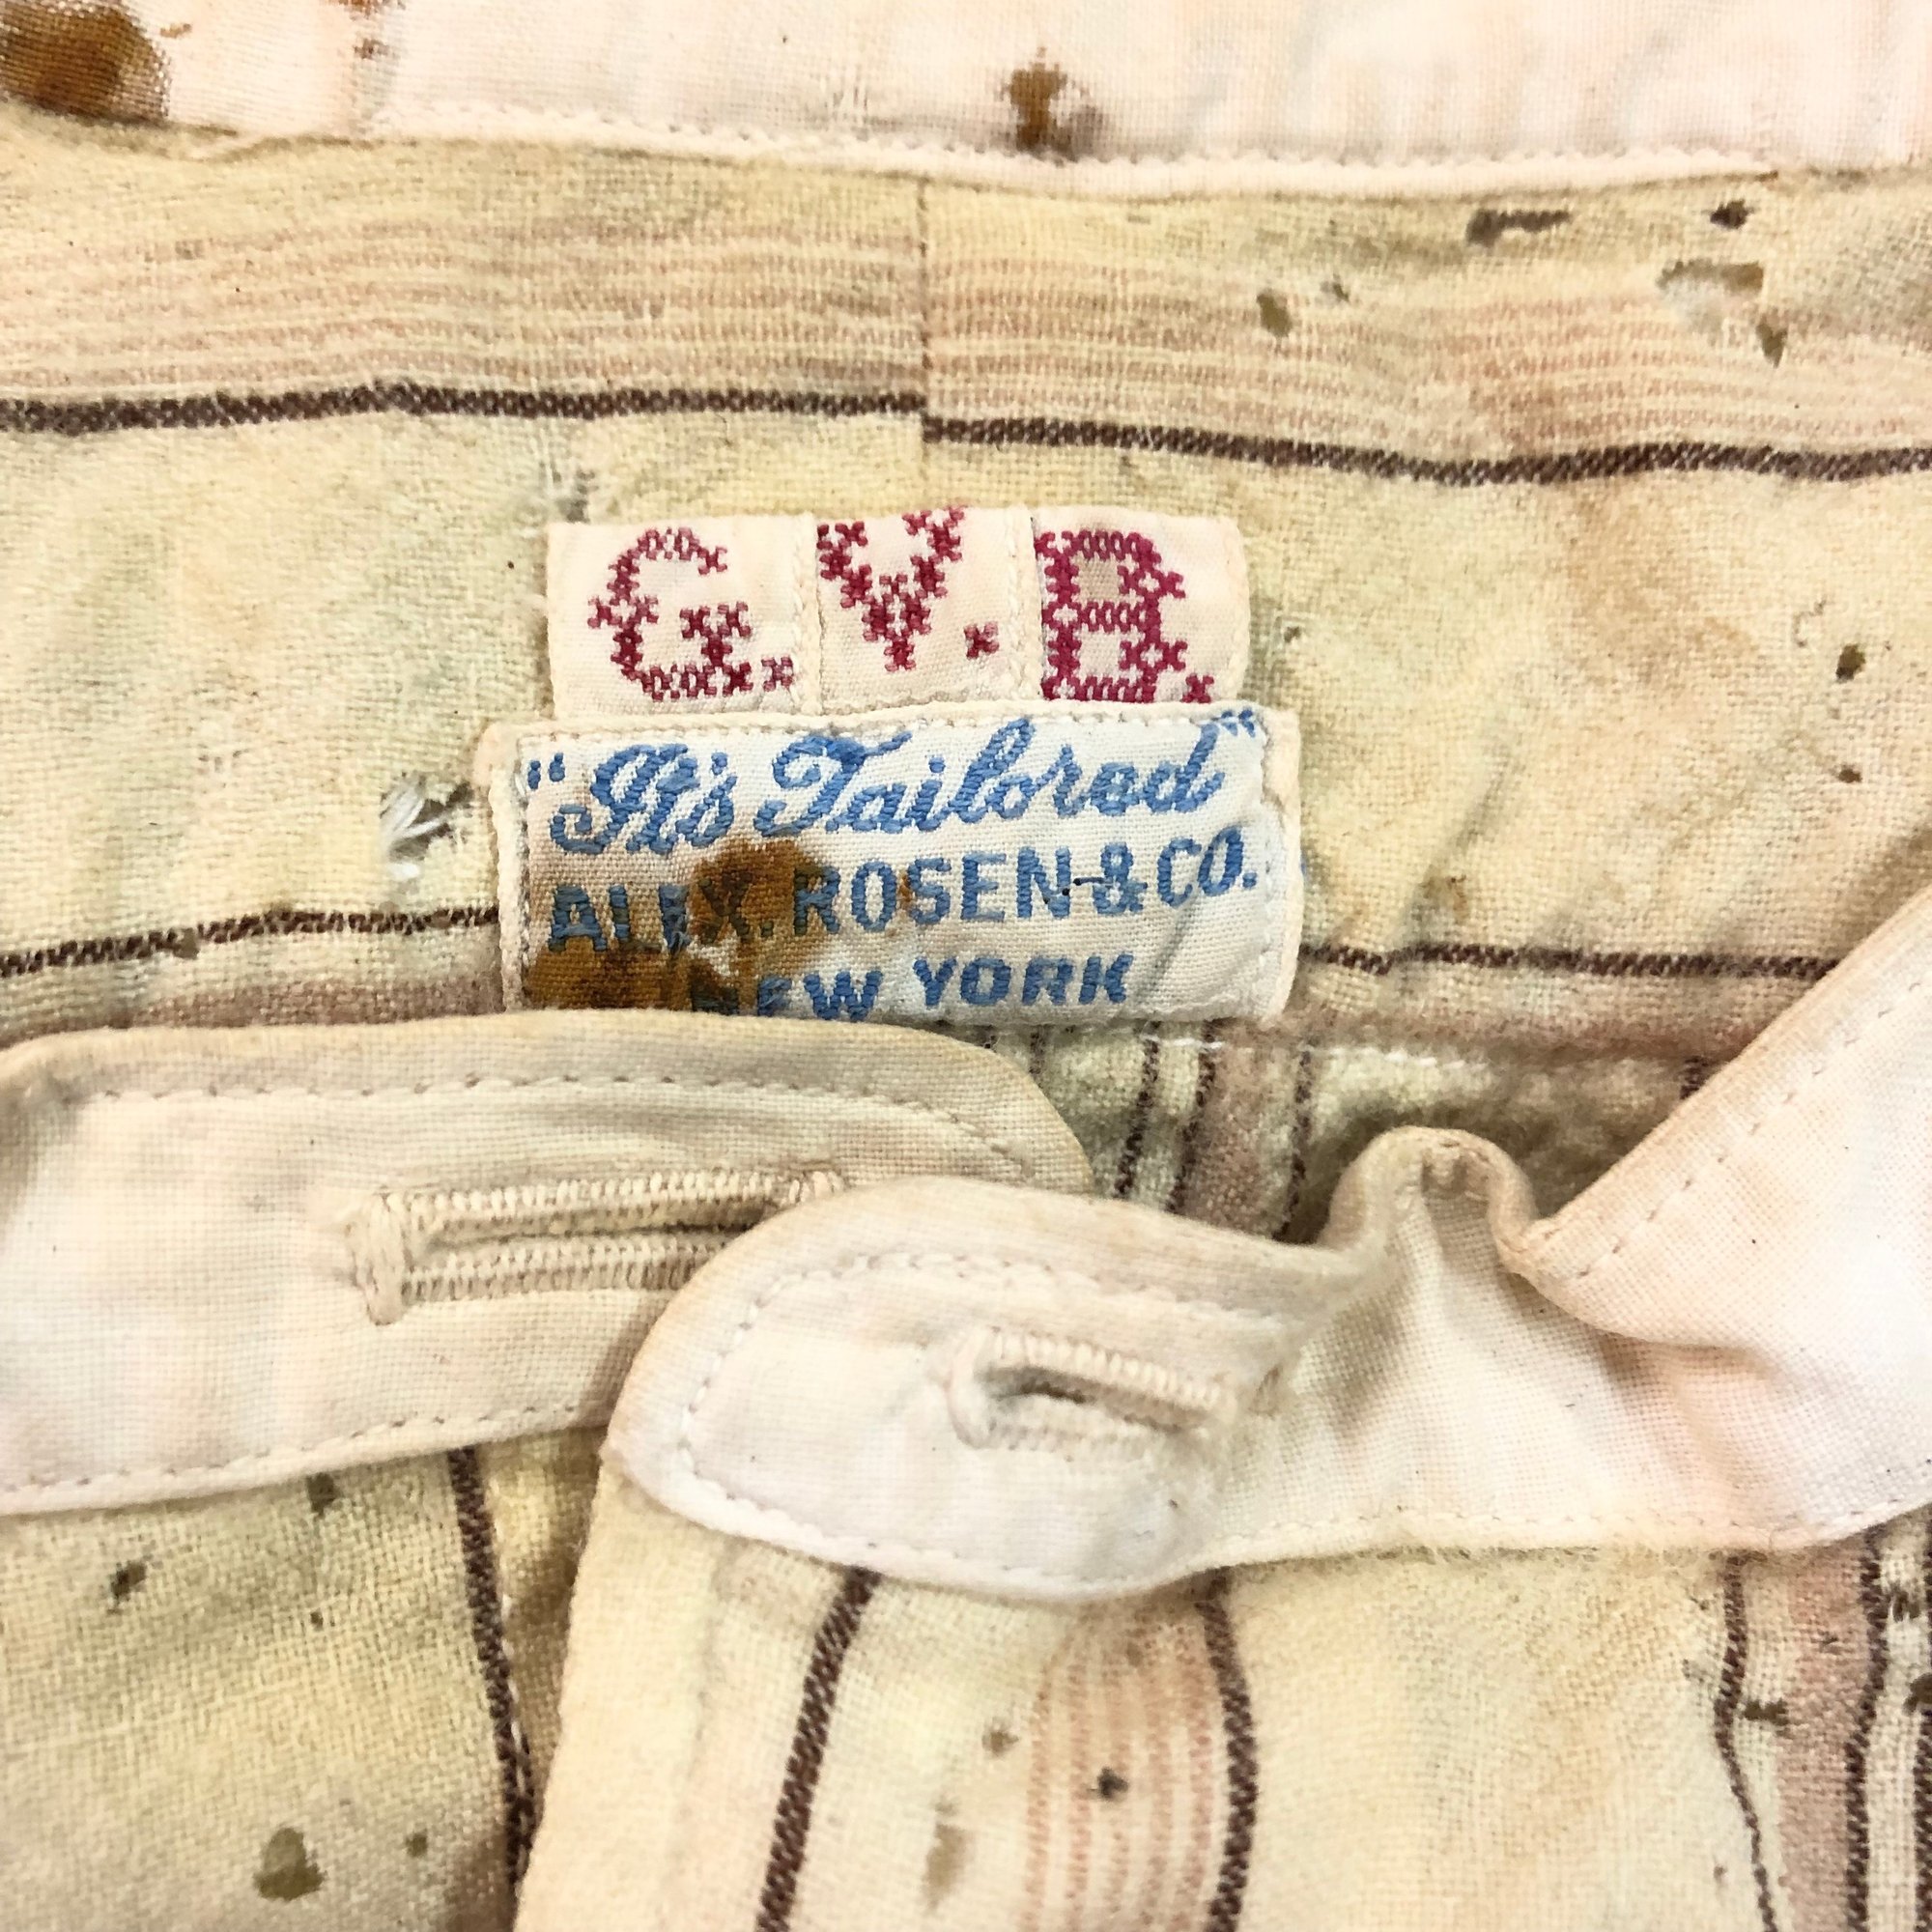 G.V.B.
"It's Tailored"
ALEX. ROSEN & CO.
NEW YORK